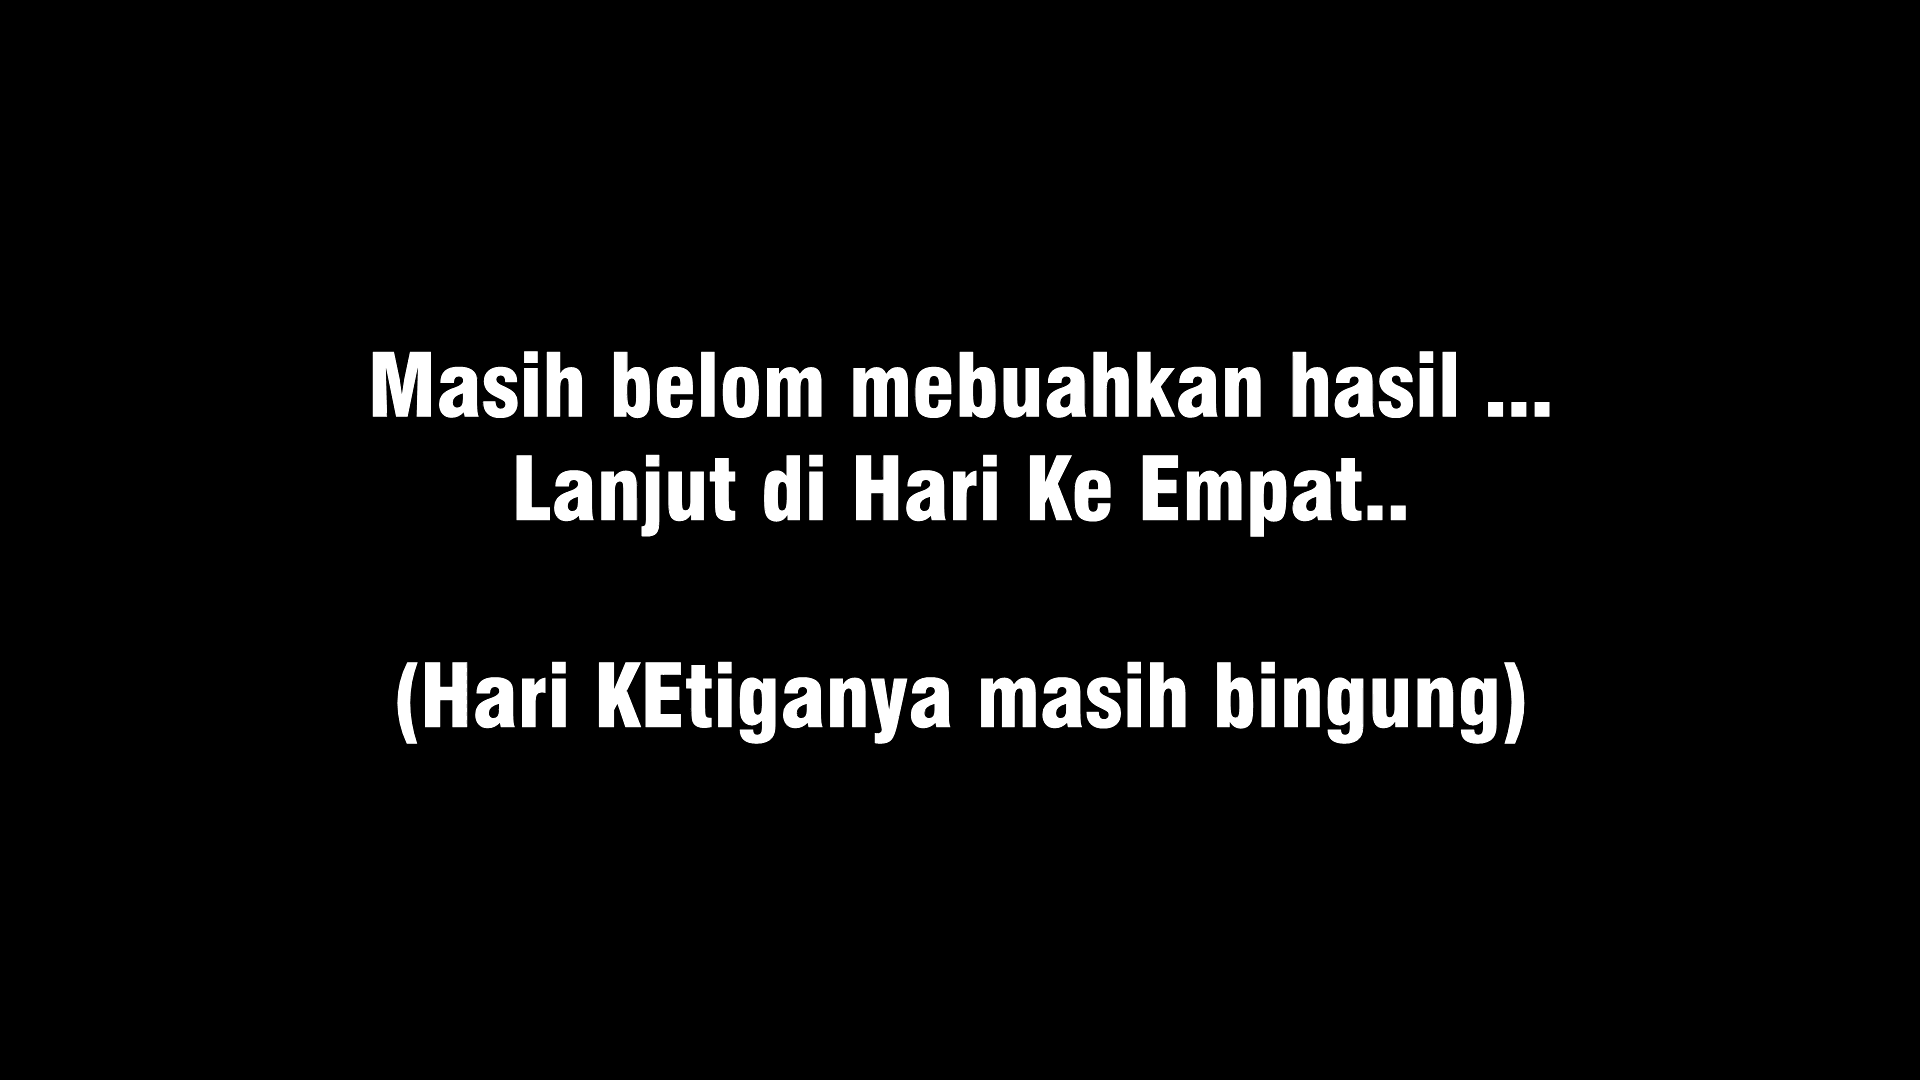 Masih belom mebuahkan hasil ...
Lanjut di Hari Ke Empat..
(Hari KEtiganya masih bingung)